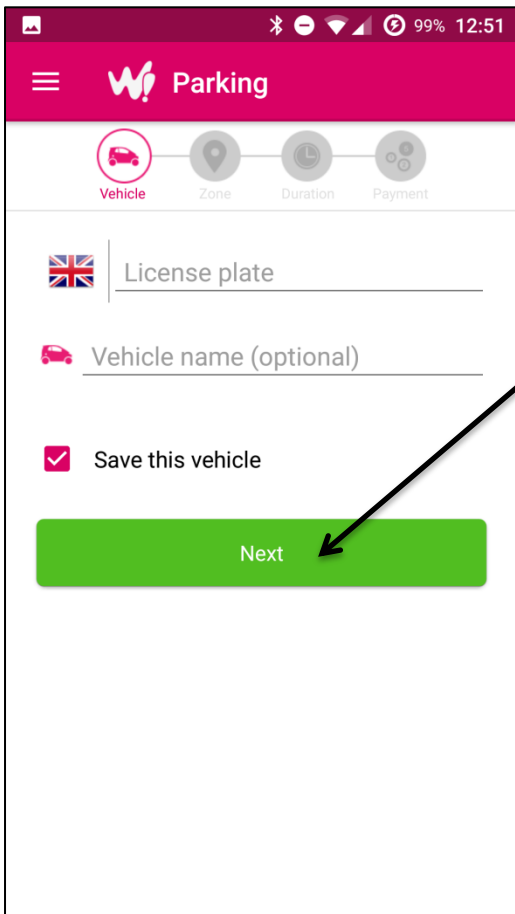 99% 12:51
W! Parking
Vehicle Zone Duration Payment
License plate
Vehicle name (optional)
Save this vehicle
Next